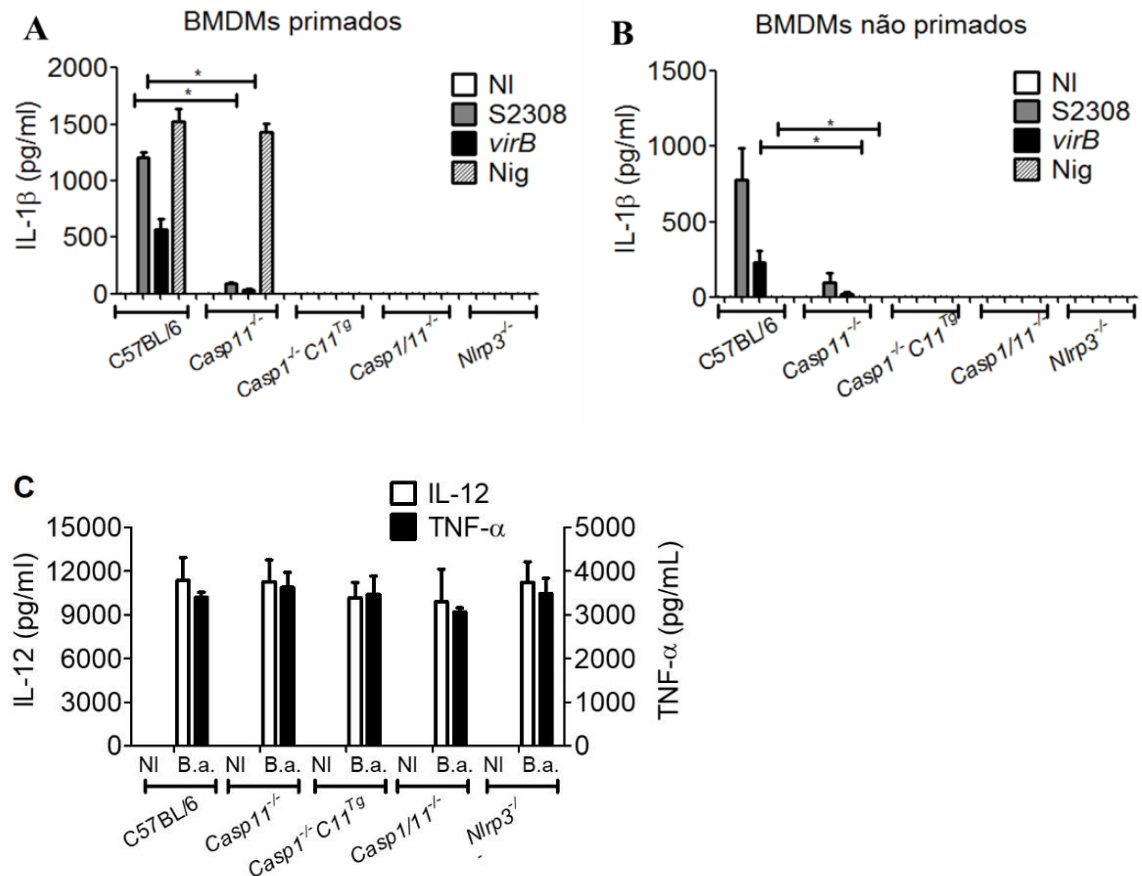 A
BMDMs primados
IL-1β (pg/ml)
2000
1500
1000
500
0
*
*
NI
S2308
virB
Nig
C57BL/6
Casp11-/-
Casp1-/- C11Tg
Casp1/11-/-
Nlrp3-/-
B
BMDMs não primados
IL-1β (pg/ml)
1500
1000
500
0
*
*
NI
S2308
virB
Nig
C57BL/6
Casp11-/-
Casp1-/- C11Tg
Casp1/11-/-
Nlrp3-/-
C
IL-12
TNF-α
IL-12 (pg/ml)
15000
12000
9000
6000
3000
0
5000
4000
3000
2000
1000
0
TNF-α (pg/mL)
NI B.a. NI B.a. NI B.a. NI B.a. NI B.a.
C57BL/6
Casp11-/-
Casp1-/- C11Tg
Casp1/11-/-
Nlrp3-/
-